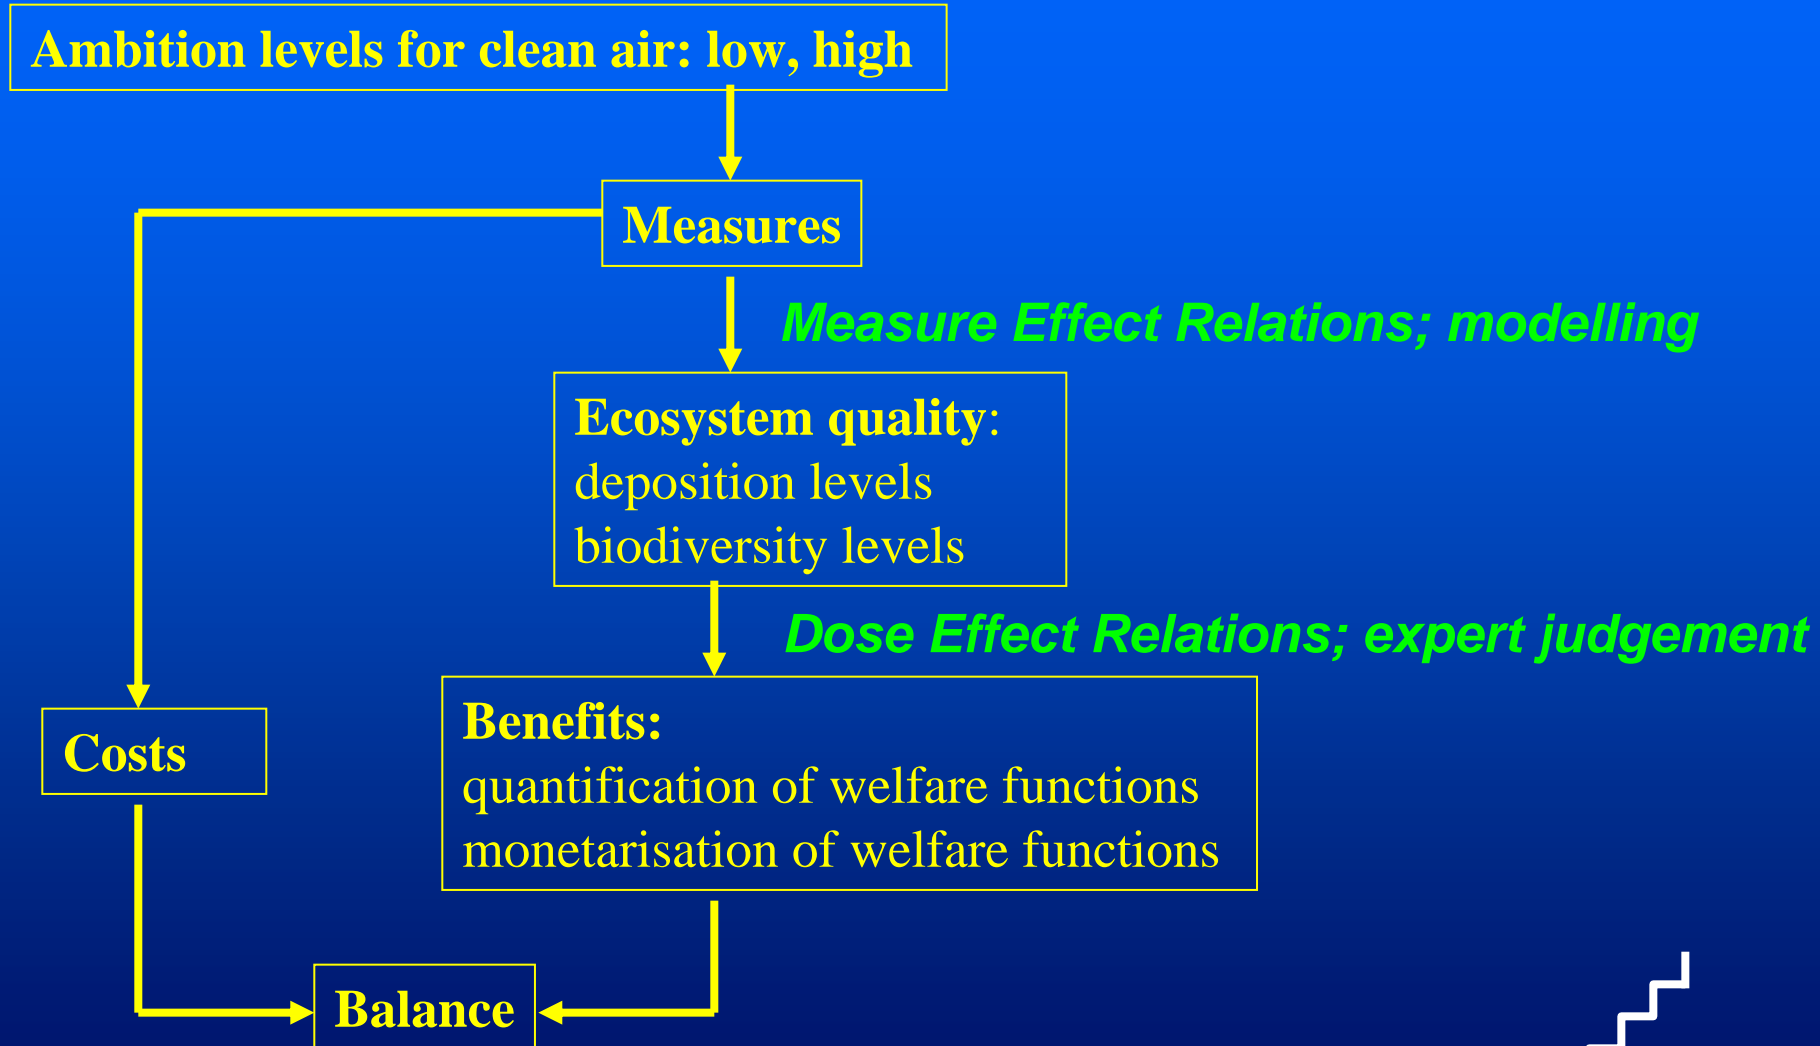 Ambition levels for clean air: low, high
Measures
Measure Effect Relations; modelling
Ecosystem quality:
deposition levels
biodiversity levels
Dose Effect Relations; expert judgement
Costs
Benefits:
quantification of welfare functions
monetarisation of welfare functions
Balance